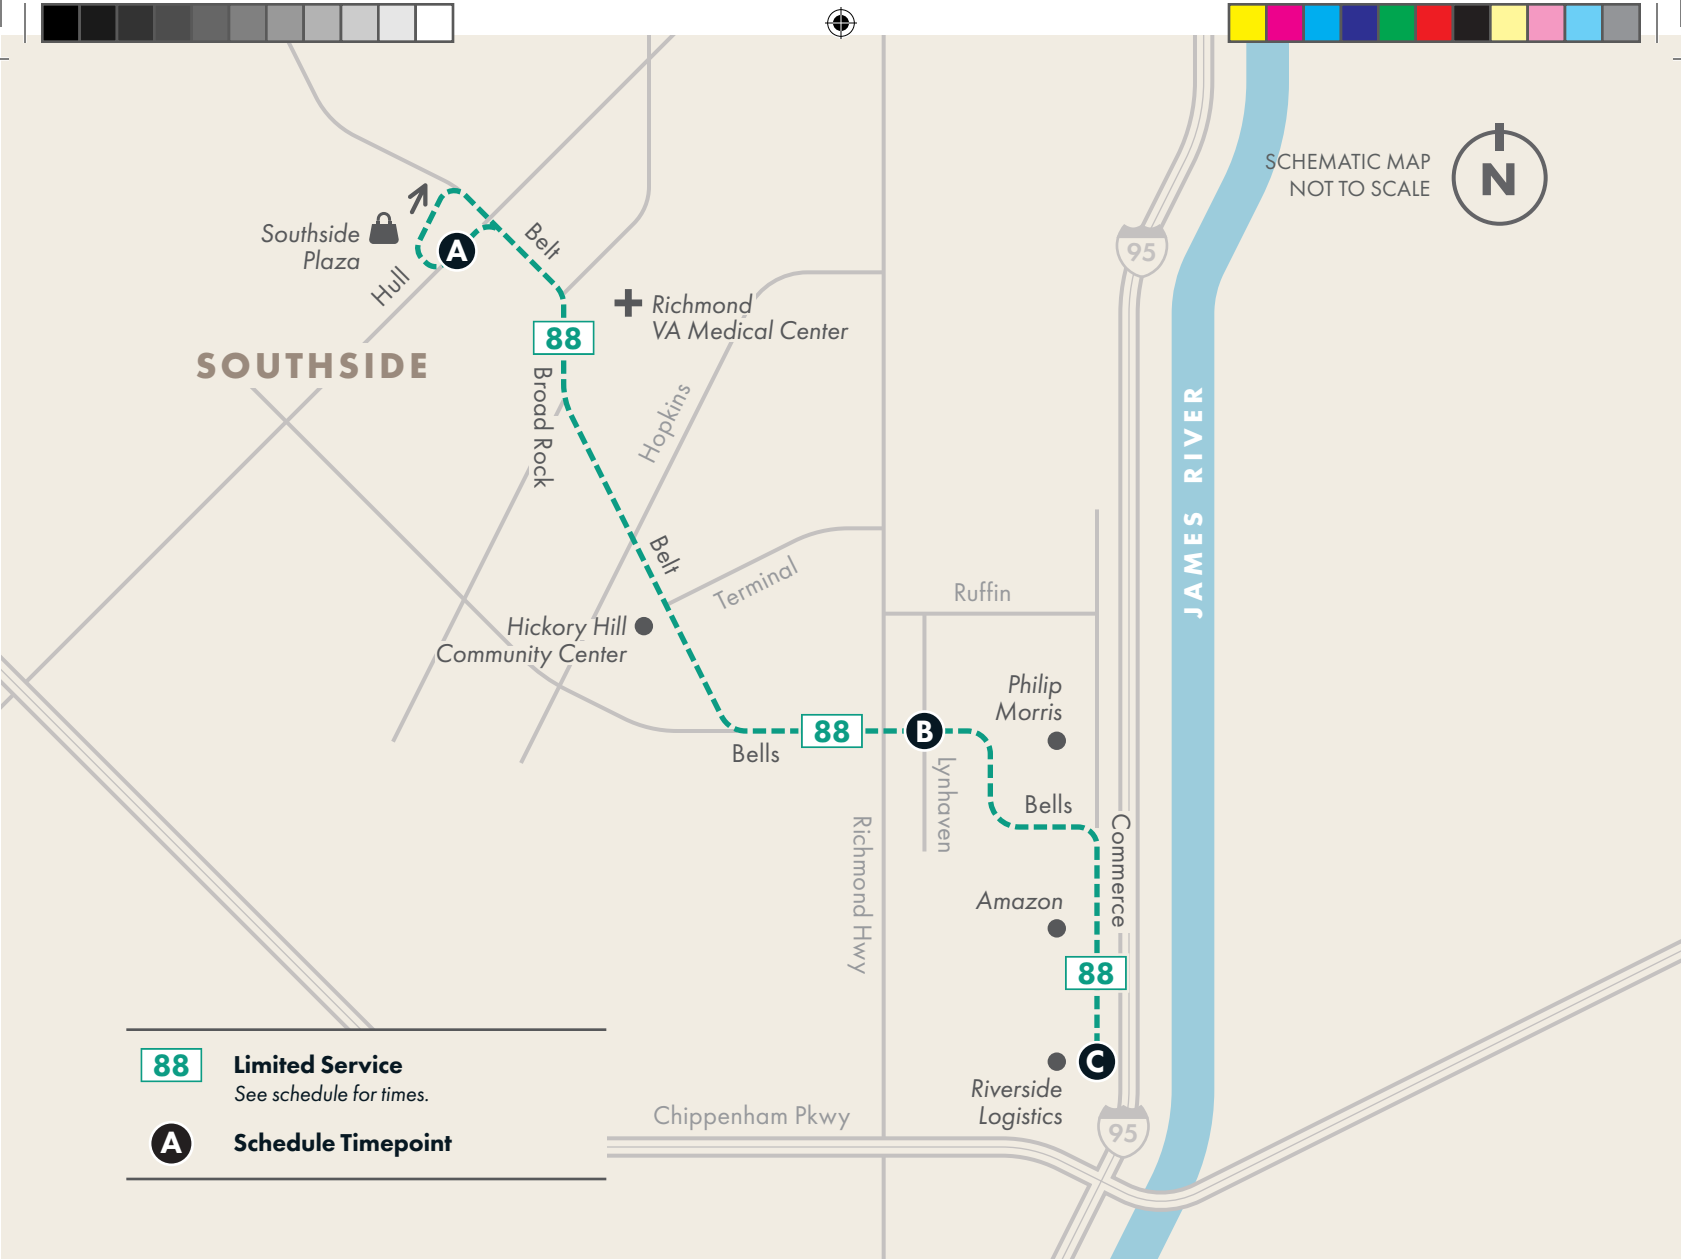 SCHEMATIC MAP
NOT TO SCALE
N
95
Southside
Plaza
A
Belt
Hull
Richmond
VA Medical Center
88
SOUTHSIDE
Broad Rock
Hopkins
JAMES RIVER
Belt
Terminal
Ruffin
Hickory Hill
Community Center
Philip
Morris
88
B
Bells
Lynhaven
Bells
Commerce
Richmond Hwy
Amazon
88
C
Riverside
Logistics
95
Chippenham Pkwy
88
Limited Service
See schedule for times.
A
Schedule Timepoint